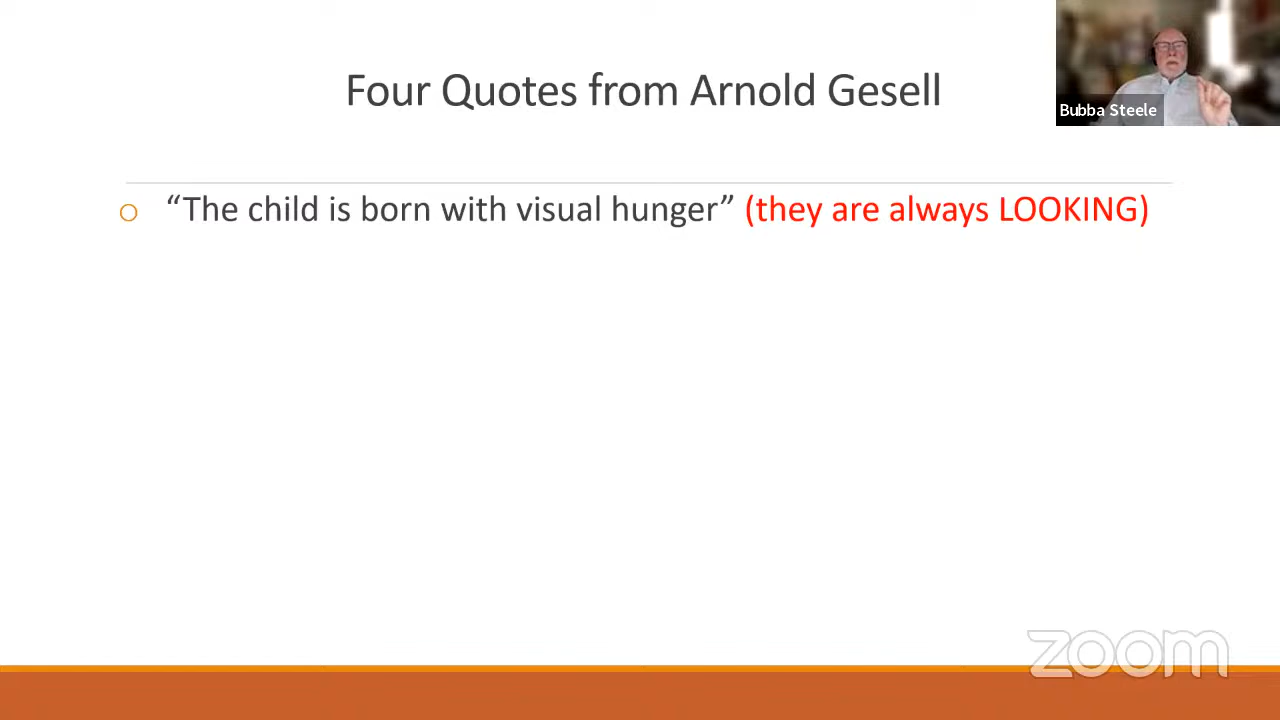 Four Quotes from Arnold Gesell
Bubba Steele
“The child is born with visual hunger” (they are always LOOKING)
zoom